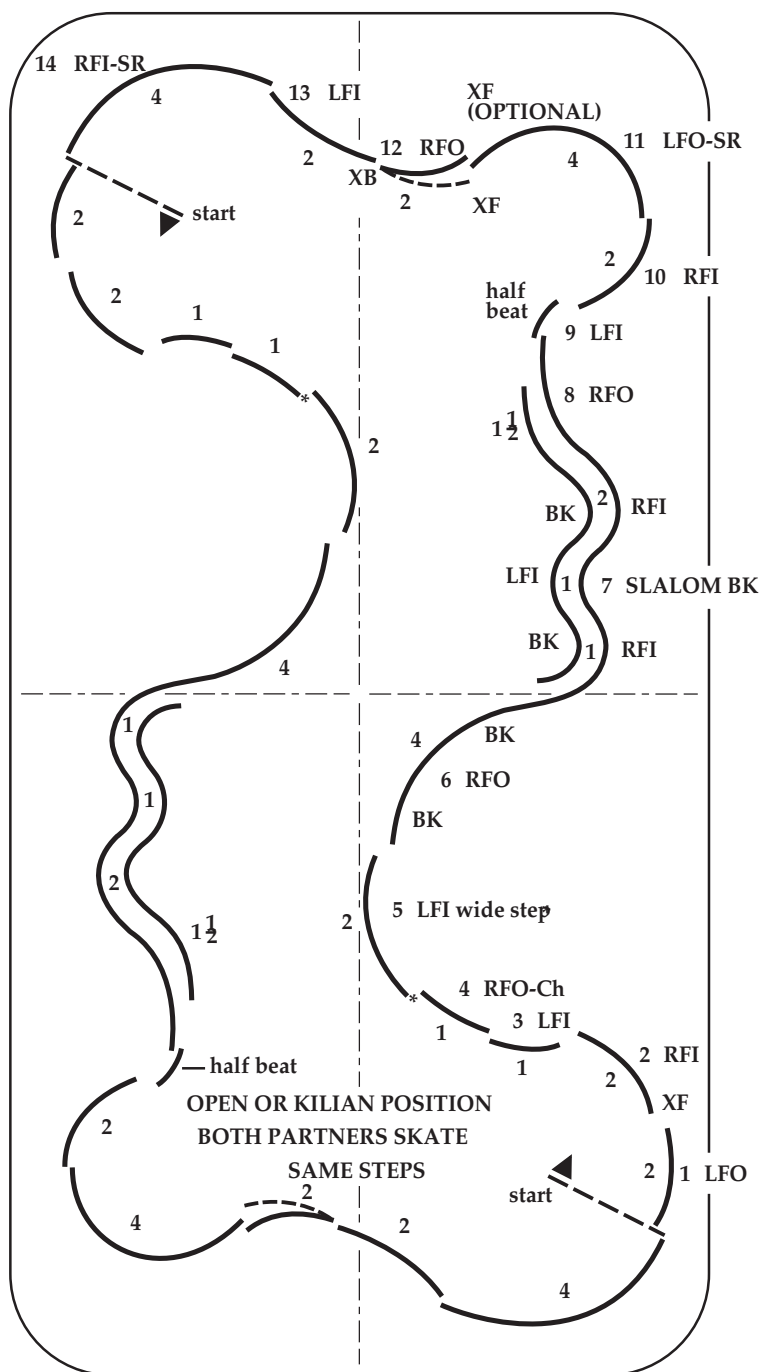 14 RFI-SR
4
13 LFI
2
XB
12 RFO
2
XF
(OPTIONAL)
XF
4
11 LFO-SR
start
2
2
1
1
*
2
4
2
10 RFI
half
beat
9 LFI
8 RFO
1 1/2
BK
2
RFI
LFI
1
7 SLALOM BK
BK
1
RFI
4
BK
6 RFO
BK
1
1
2
1 1/2
2
5 LFI wide step
*
4 RFO-Ch
1
3 LFI
1
2 RFI
2
XF
half beat
OPEN OR KILIAN POSITION
BOTH PARTNERS SKATE
SAME STEPS
2
1 LFO
start
2
4
2
2
4